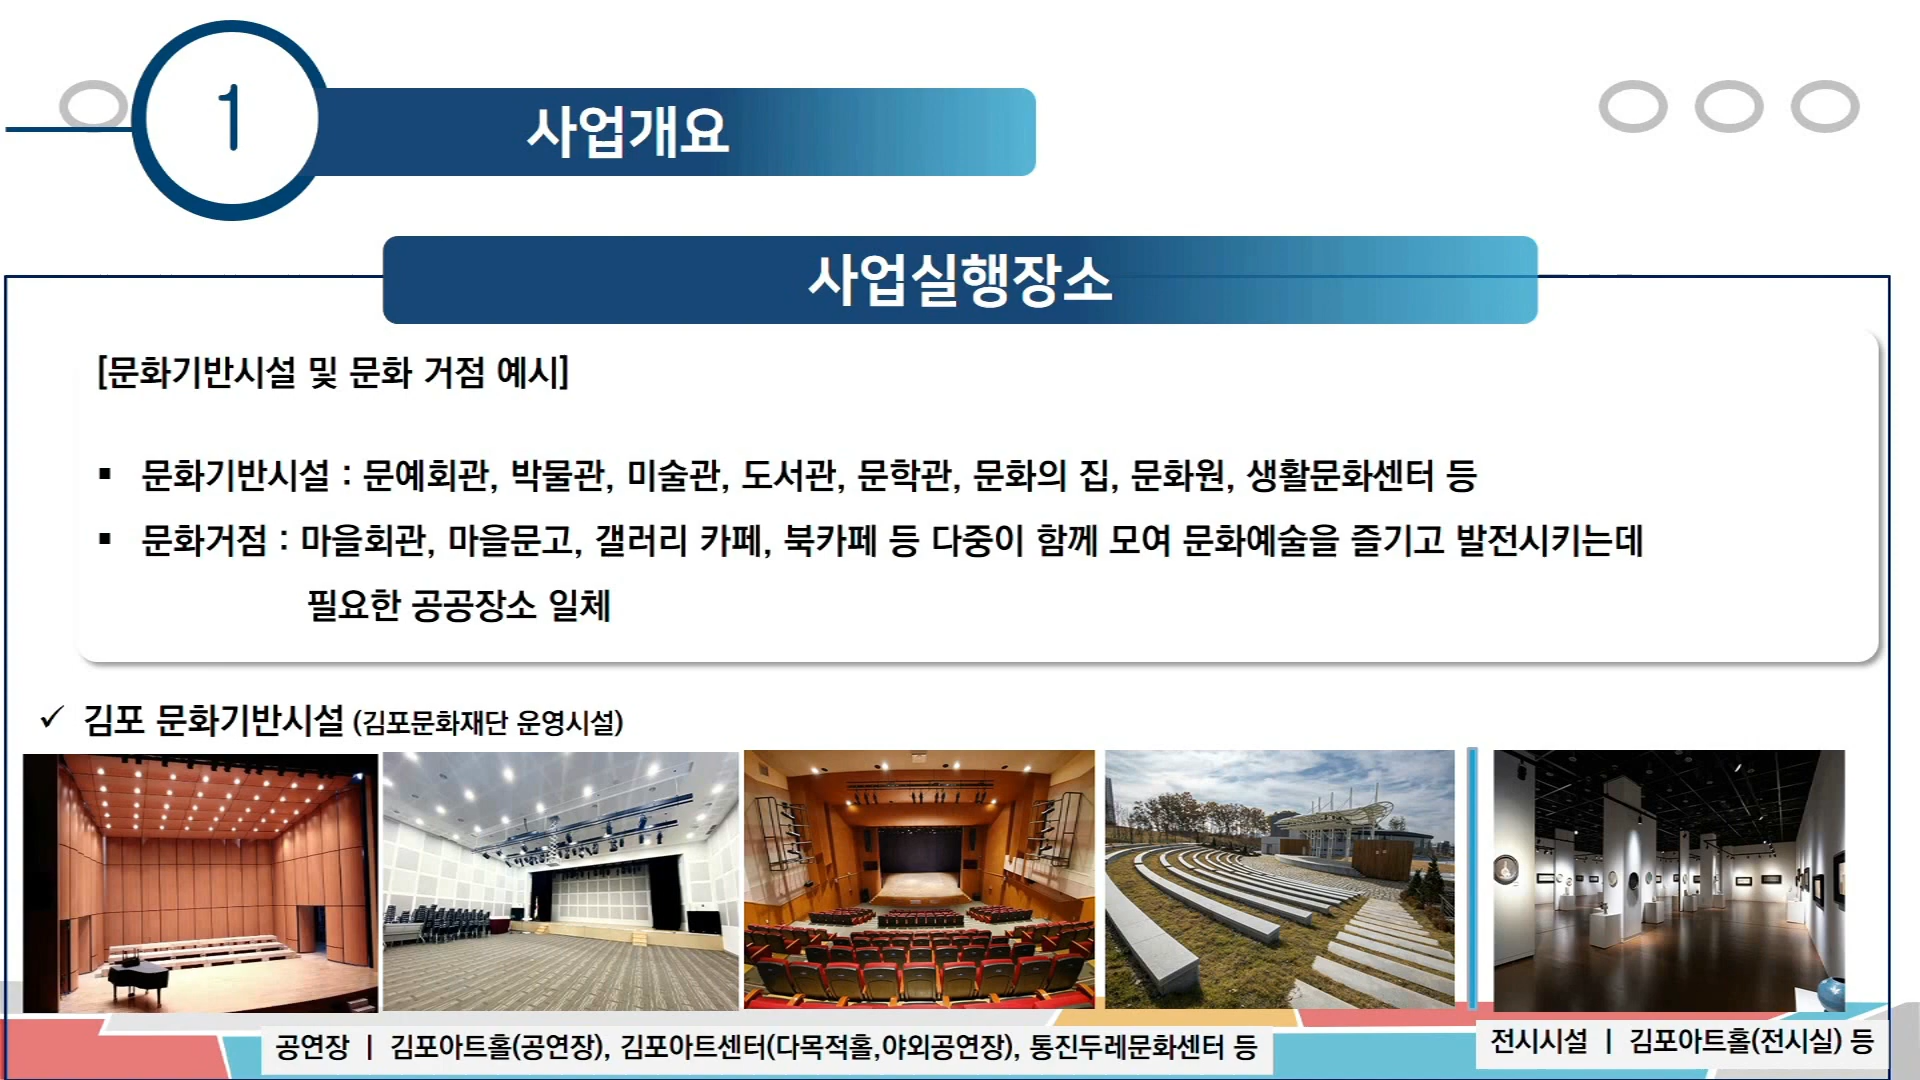 1
사업개요
사업실행장소
[문화기반시설 및 문화 거점 예시]
▪ 문화기반시설 : 문예회관, 박물관, 미술관, 도서관, 문학관, 문화의 집, 문화원, 생활문화센터 등
▪ 문화거점 : 마을회관, 마을문고, 갤러리 카페, 북카페 등 다중이 함께 모여 문화예술을 즐기고 발전시키는데
필요한 공공장소 일체
✓ 김포 문화기반시설 (김포문화재단 운영시설)
공연장 ㅣ 김포아트홀(공연장), 김포아트센터(다목적홀,야외공연장), 통진두레문화센터 등
전시시설 ㅣ 김포아트홀(전시실) 등